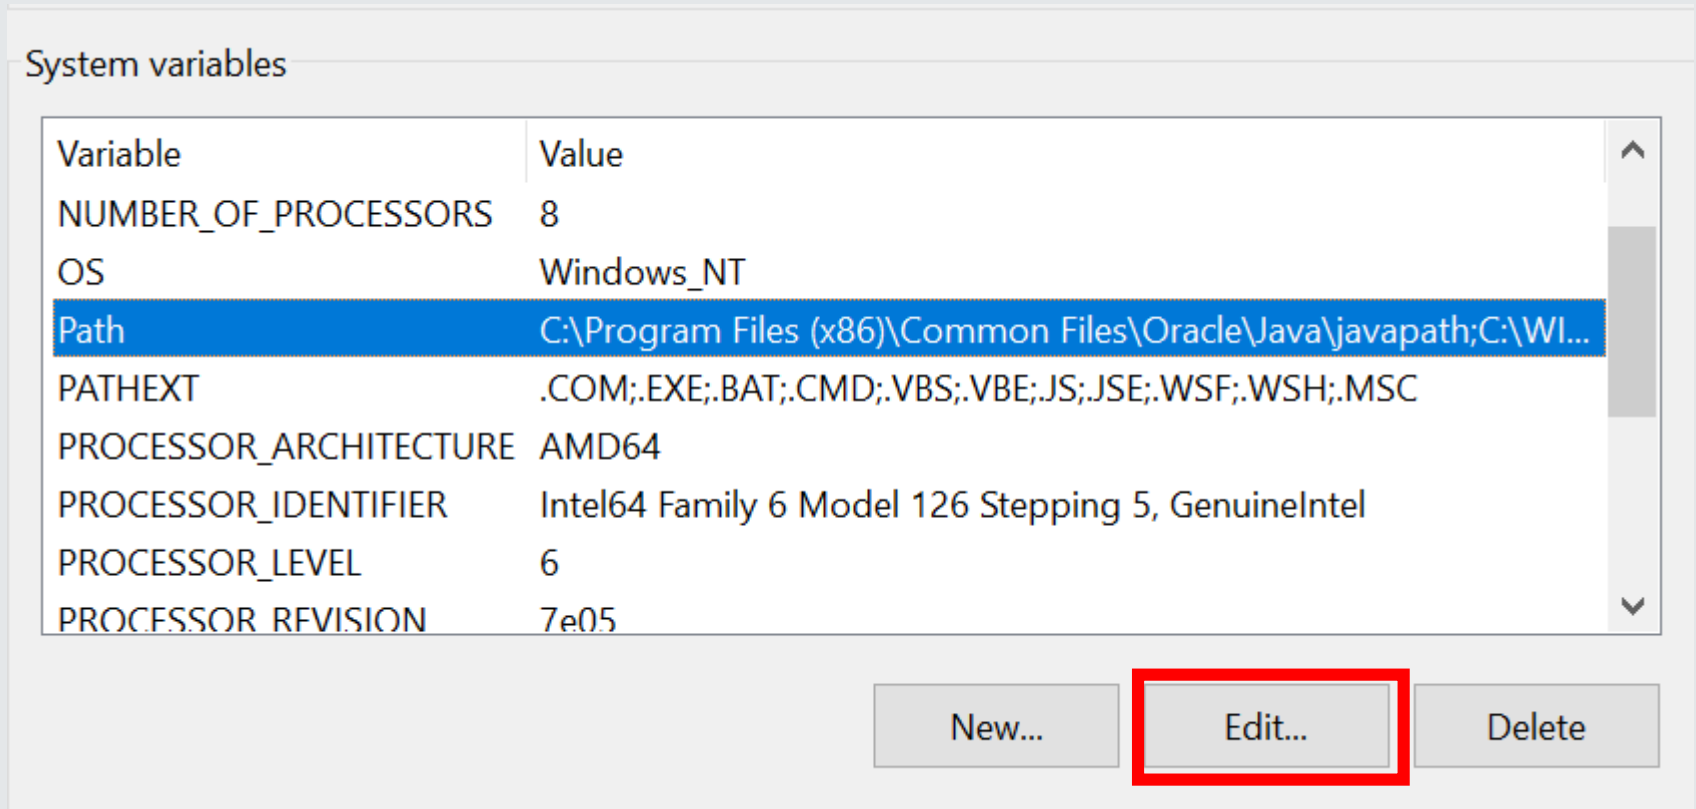 System variables
Variable Value
NUMBER_OF_PROCESSORS 8
OS Windows_NT
Path C:\Program Files (x86)\Common Files\Oracle\Java\javapath;C:\WI...
PATHEXT .COM;.EXE;.BAT;.CMD;.VBS;.VBE;.JS;.JSE;.WSF;.WSH;.MSC
PROCESSOR_ARCHITECTURE AMD64
PROCESSOR_IDENTIFIER Intel64 Family 6 Model 126 Stepping 5, GenuineIntel
PROCESSOR_LEVEL 6
PROCESSOR_REVISION 7e05
New... Edit... Delete